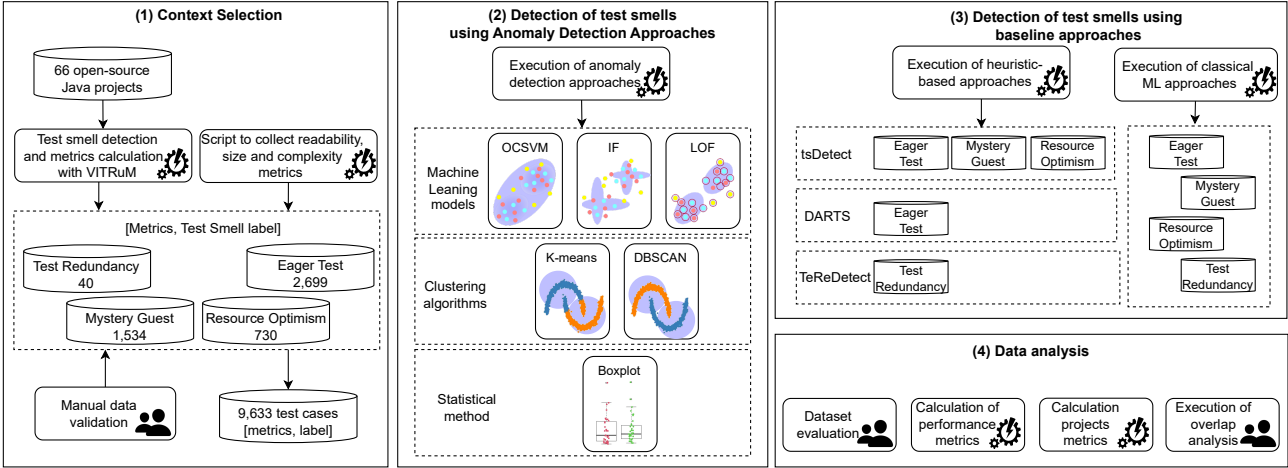 (1) Context Selection
66 open-source
Java projects
Test smell detection
and metrics calculation
with VITRuM
Script to collect readability,
size and complexity
metrics
[Metrics, Test Smell label]
Test Redundancy
40
Eager Test
2,699
Mystery Guest
1,534
Resource Optimism
730
Manual data
validation
9,633 test cases
[metrics, label]
(2) Detection of test smells
using Anomaly Detection Approaches
Execution of anomaly
detection approaches
Machine
Leaning
models
OCSVM
IF
LOF
Clustering
algorithms
K-means
DBSCAN
Statistical
method
Boxplot
(3) Detection of test smells using
baseline approaches
Execution of heuristic-
based approaches
Execution of classical
ML approaches
tsDetect
Eager
Test
Mystery
Guest
Resource
Optimism
DARTS
Eager
Test
TeReDetect
Test
Redundancy
Eager
Test
Mystery
Guest
Resource
Optimism
Test
Redundancy
(4) Data analysis
Dataset
evaluation
Calculation of
performance
metrics
Calculation
projects
metrics
Execution of
overlap
analysis